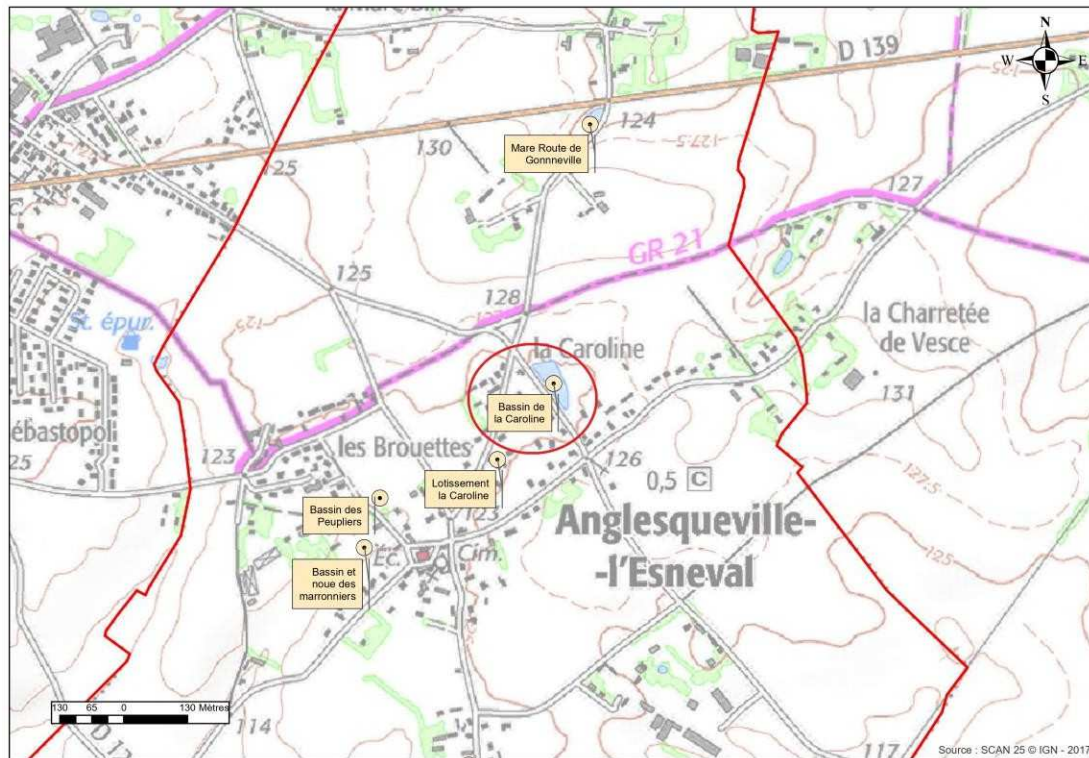 N
W
E
S
D 139
124
Mare Route de
Gonnneville
130
125
127
GR 21
125
128
la Caroline
la Charretée
de Vesce
St. épur.
131
Bassin de
la Caroline
ébastopol
25
123
les Brouettes
Lotissement
la Caroline
126
0,5 C
127.5
Bassin des
Peupliers
23
Anglesqueville-
-l'Esneval
Éc.
Cim.
125
Bassin et
noue des
marronniers
130 65 0 130 Mètres
114
117
Source : SCAN 25 © IGN - 2017